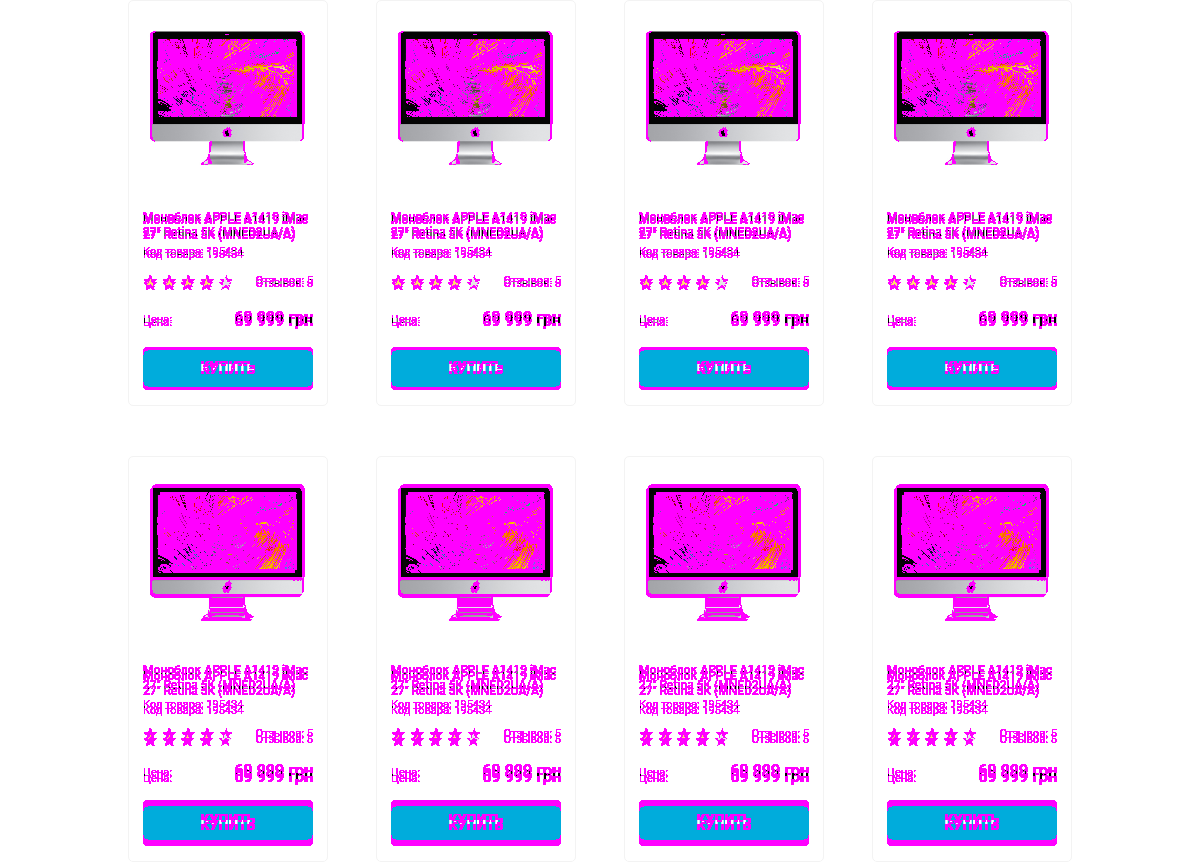 Моноблок APPLE A1419 iMac
Моноблок APPLE A1419 iMac
Моноблок APPLE A1419 iMac
Моноблок APPLE A1419 iMac
27" Retina 5K (MNED2UA/A)
27" Retina 5K (MNED2UA/A)
27" Retina 5K (MNED2UA/A)
27" Retina 5K (MNED2UA/A)
Код товара: 195434
Код товара: 195434
Код товара: 195434
Код товара: 195434
Отзывов: 5
Отзывов: 5
Отзывов: 5
Отзывов: 5
Цена: 69 999 грн
Цена: 69 999 грн
Цена: 69 999 грн
Цена: 69 999 грн
КУПИТЬ
КУПИТЬ
КУПИТЬ
КУПИТЬ
Моноблок APPLE A1419 iMac
Моноблок APPLE A1419 iMac
Моноблок APPLE A1419 iMac
Моноблок APPLE A1419 iMac
27" Retina 5K (MNED2UA/A)
27" Retina 5K (MNED2UA/A)
27" Retina 5K (MNED2UA/A)
27" Retina 5K (MNED2UA/A)
Код товара: 195434
Код товара: 195434
Код товара: 195434
Код товара: 195434
Отзывов: 5
Отзывов: 5
Отзывов: 5
Отзывов: 5
Цена: 69 999 грн
Цена: 69 999 грн
Цена: 69 999 грн
Цена: 69 999 грн
КУПИТЬ
КУПИТЬ
КУПИТЬ
КУПИТЬ